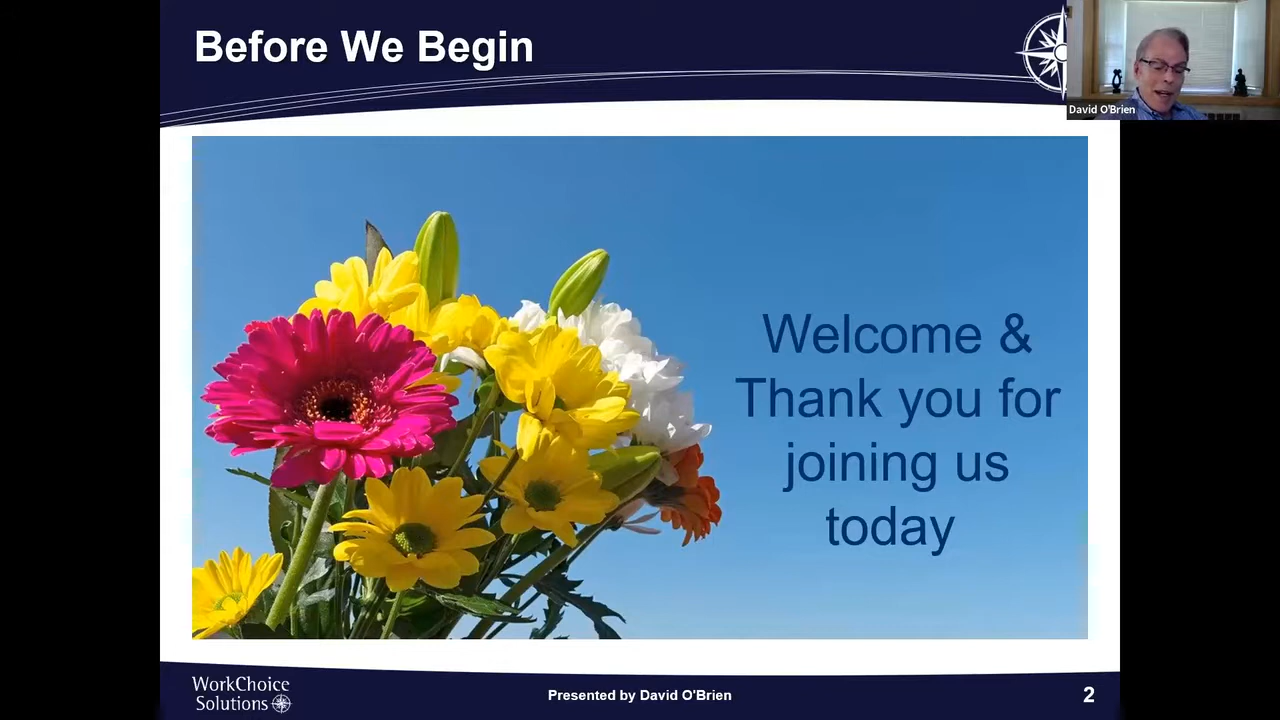 Before We Begin
David O'Brien
Welcome &
Thank you for
joining us
today
WorkChoice
Solutions
Presented by David O'Brien
2